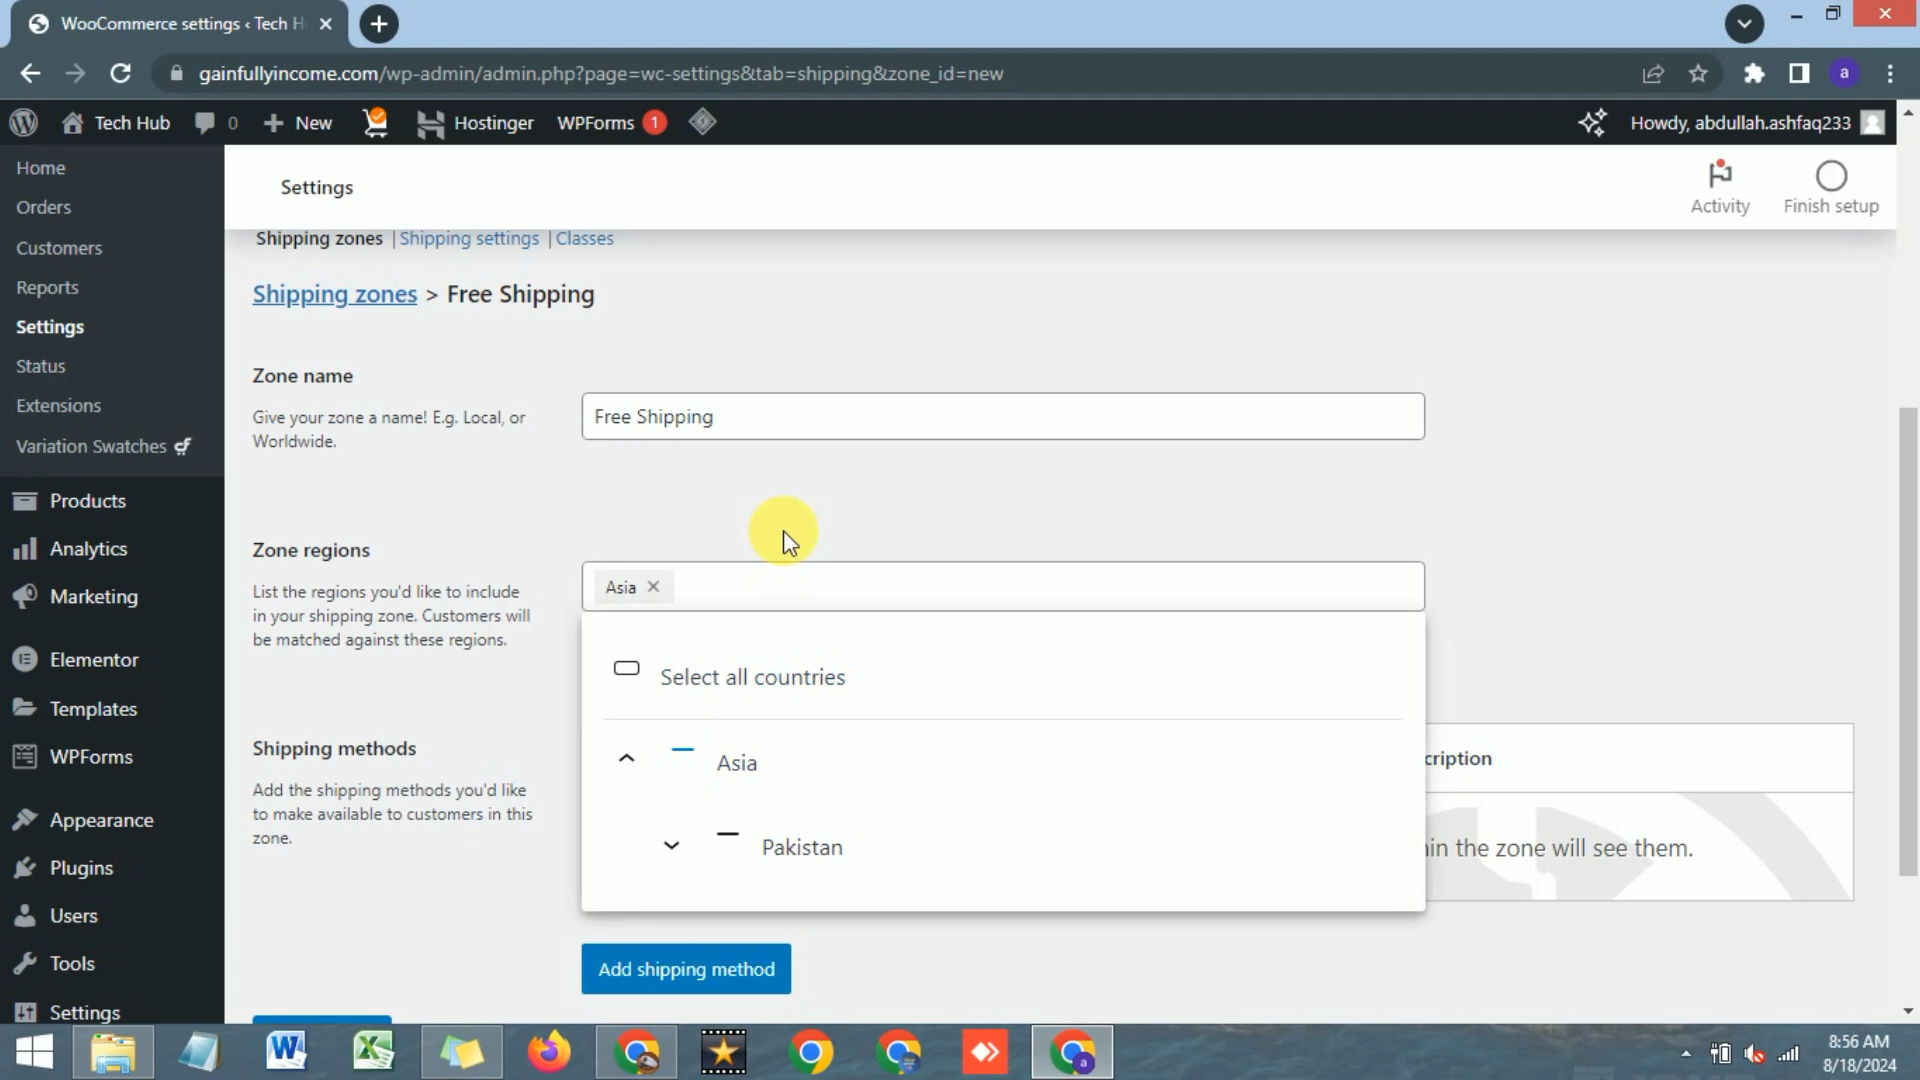 WooCommerce settings ‹ Tech H
gainfullyincome.com/wp-admin/admin.php?page=wc-settings&tab=shipping&zone_id=new
a
Tech Hub
0
New
Hostinger
WPForms 1
Howdy, abdullah.ashfaq233
Home
Orders
Customers
Reports
Settings
Status
Extensions
Variation Swatches
Products
Analytics
Marketing
Elementor
Templates
WPForms
Appearance
Plugins
Users
Tools
Settings
Settings
Activity
Finish setup
Shipping zones | Shipping settings | Classes
Shipping zones > Free Shipping
Zone name
Give your zone a name! E.g. Local, or
Worldwide.
Free Shipping
Zone regions
List the regions you'd like to include
in your shipping zone. Customers will
be matched against these regions.
Asia ×
Select all countries
Asia
Pakistan
Shipping methods
Add the shipping methods you'd like
to make available to customers in this
zone.
cription
in the zone will see them.
Add shipping method
8:56 AM
8/18/2024